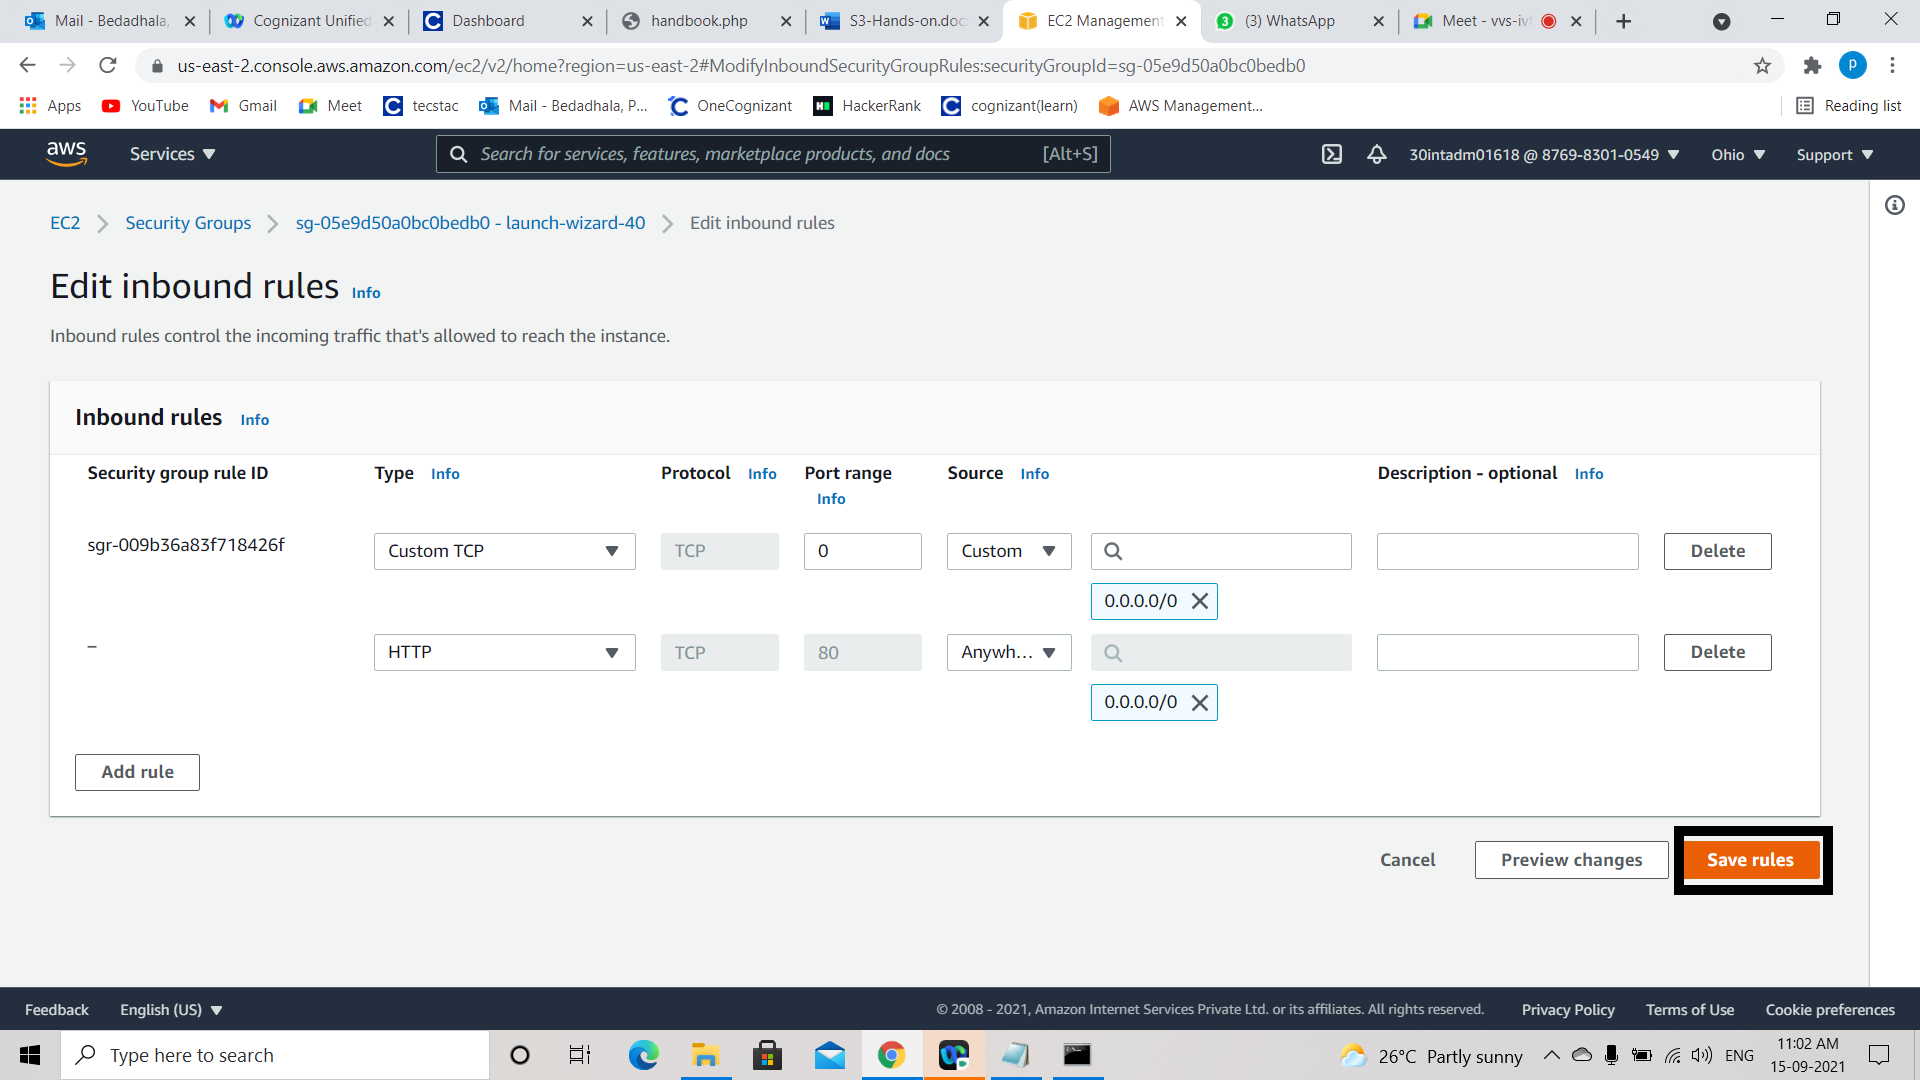 Mail - Bedadhala, Cognizant Unified Dashboard handbook.php S3-Hands-on.doc EC2 Management (3) WhatsApp Meet - vvs-ivf
us-east-2.console.aws.amazon.com/ec2/v2/home?region=us-east-2#ModifyInboundSecurityGroupRules:securityGroupId=sg-05e9d50a0bc0bedb0 p
Apps YouTube Gmail Meet tecstac Mail - Bedadhala, P... OneCognizant HackerRank cognizant(learn) AWS Management... Reading list
aws Services Search for services, features, marketplace products, and docs [Alt+S] 30intadm01618 @ 8769-8301-0549 Ohio Support
EC2 Security Groups sg-05e9d50a0bc0bedb0 - launch-wizard-40 Edit inbound rules
Edit inbound rules Info
Inbound rules control the incoming traffic that's allowed to reach the instance.
Inbound rules Info
Security group rule ID Type Info Protocol Info Port range Source Info Description - optional Info
Info
sgr-009b36a83f718426f Custom TCP TCP 0 Custom Delete
0.0.0.0/0
– HTTP TCP 80 Anywh... Delete
0.0.0.0/0
Add rule
Cancel Preview changes Save rules
Feedback English (US) © 2008 - 2021, Amazon Internet Services Private Ltd. or its affiliates. All rights reserved. Privacy Policy Terms of Use Cookie preferences
Type here to search 26°C Partly sunny ENG 11:02 AM
15-09-2021